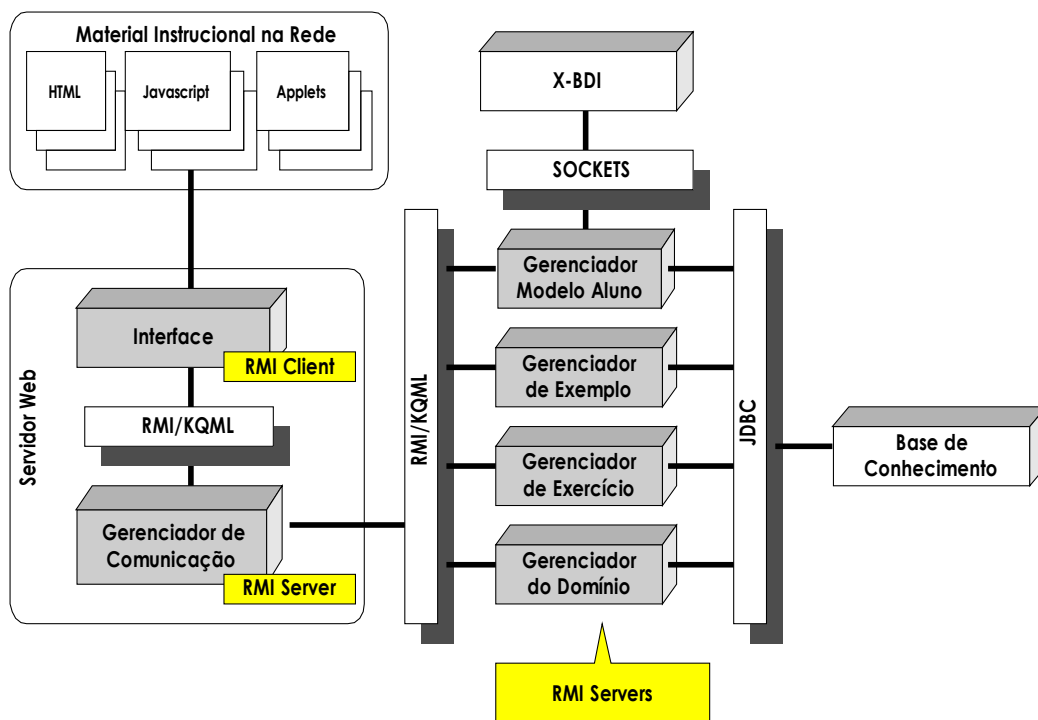 Material Instrucional na Rede
HTML
Javascript
Applets
X-BDI
SOCKETS
Servidor Web
Interface
RMI Client
RMI/KQML
Gerenciador de
Comunicação
RMI Server
RMI/KQML
Gerenciador
Modelo Aluno
Gerenciador
de Exemplo
Gerenciador
de Exercício
Gerenciador
do Domínio
RMI Servers
JDBC
Base de
Conhecimento